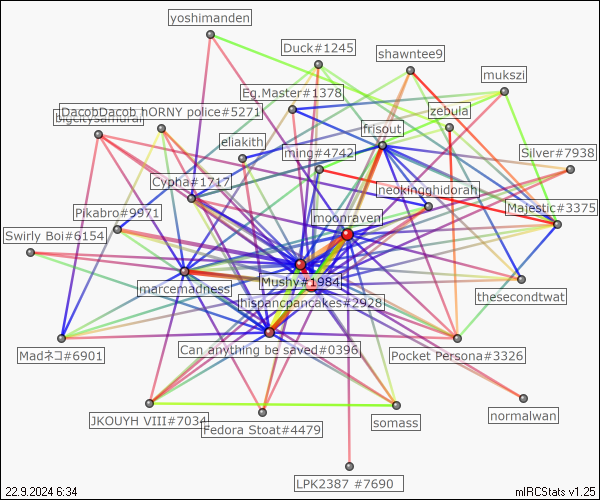 yoshimanden
Duck#1245
shawntee9
mukszi
Eg.Master#1378
zebula
DacobDacob hORNY police#5271
bigcitysamurai
frisout
eliakith
ming#4742
Silver#7938
Cypha#1717
neokingghidorah
Pikabro#9971
moonraven
Majestic#3375
Swirly Boi#6154
Mushy#1984
marcemadness
thesecondtwat
hispancpancakes#2928
Can anything be saved#0396
Madネコ#6901
Pocket Persona#3326
JKOUYH VIII#7034
Fedora Stoat#4479
somass
normalwan
LPK2387 #7690
22.9.2024 6:34
mIRCStats v1.25